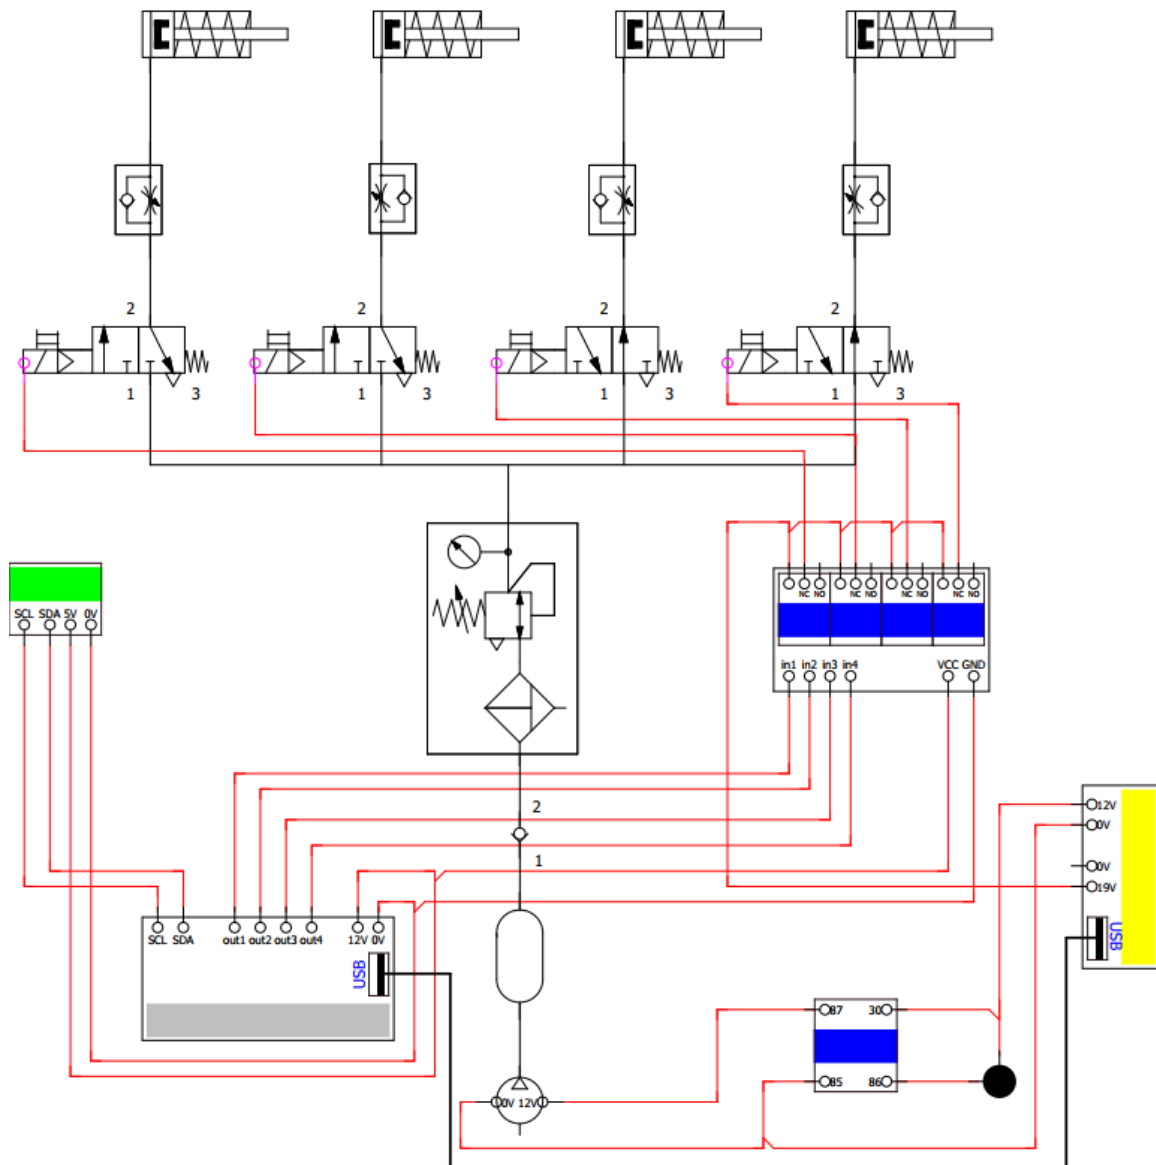 2 2 2 2
1 3 1 3 1 3 1 3
NC NO NC NO NC NO NC NO
SCL SDA 5V 0V
in1 in2 in3 in4 VCC GND
2
1
12V
0V
0V
19V
USB
SCL SDA out1 out2 out3 out4 12V 0V
USB
87 30
85 86
0V 12V